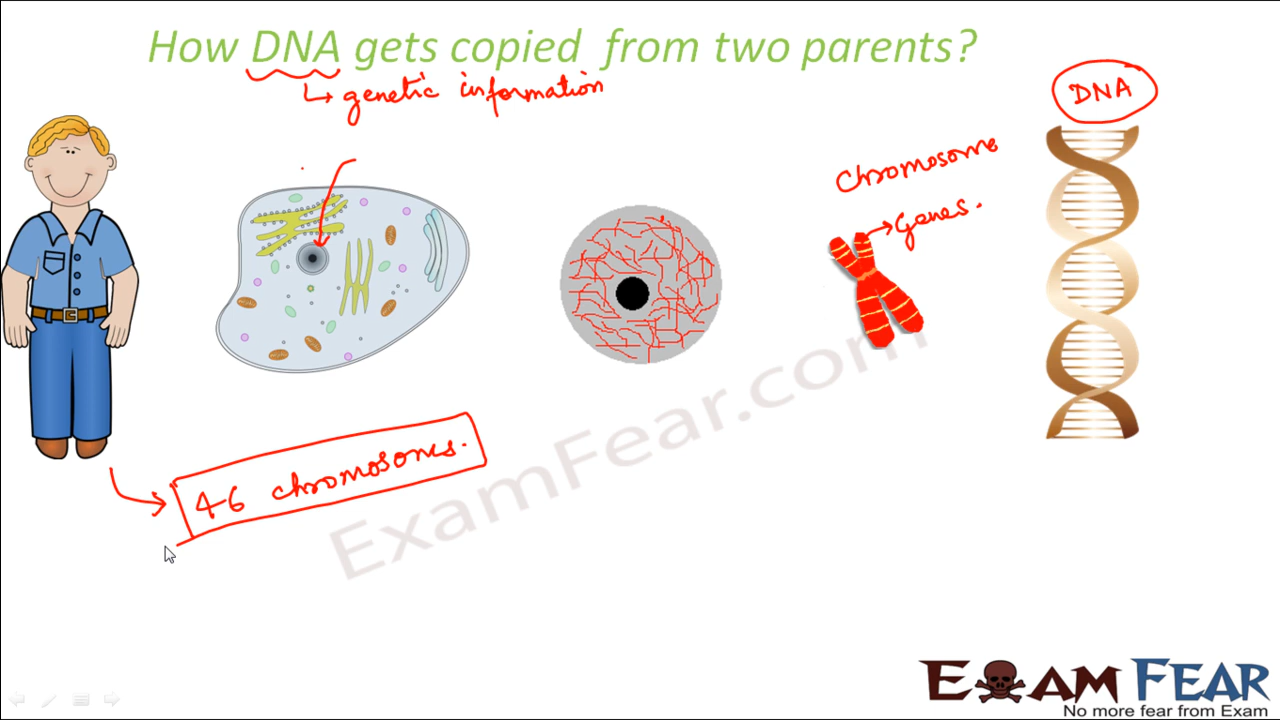 How DNA gets copied from two parents?
genetic information
DNA
Chromosome
Genes.
46 chromosomes.
ExamFear.com
EXAM FEAR
No more fear from Exam